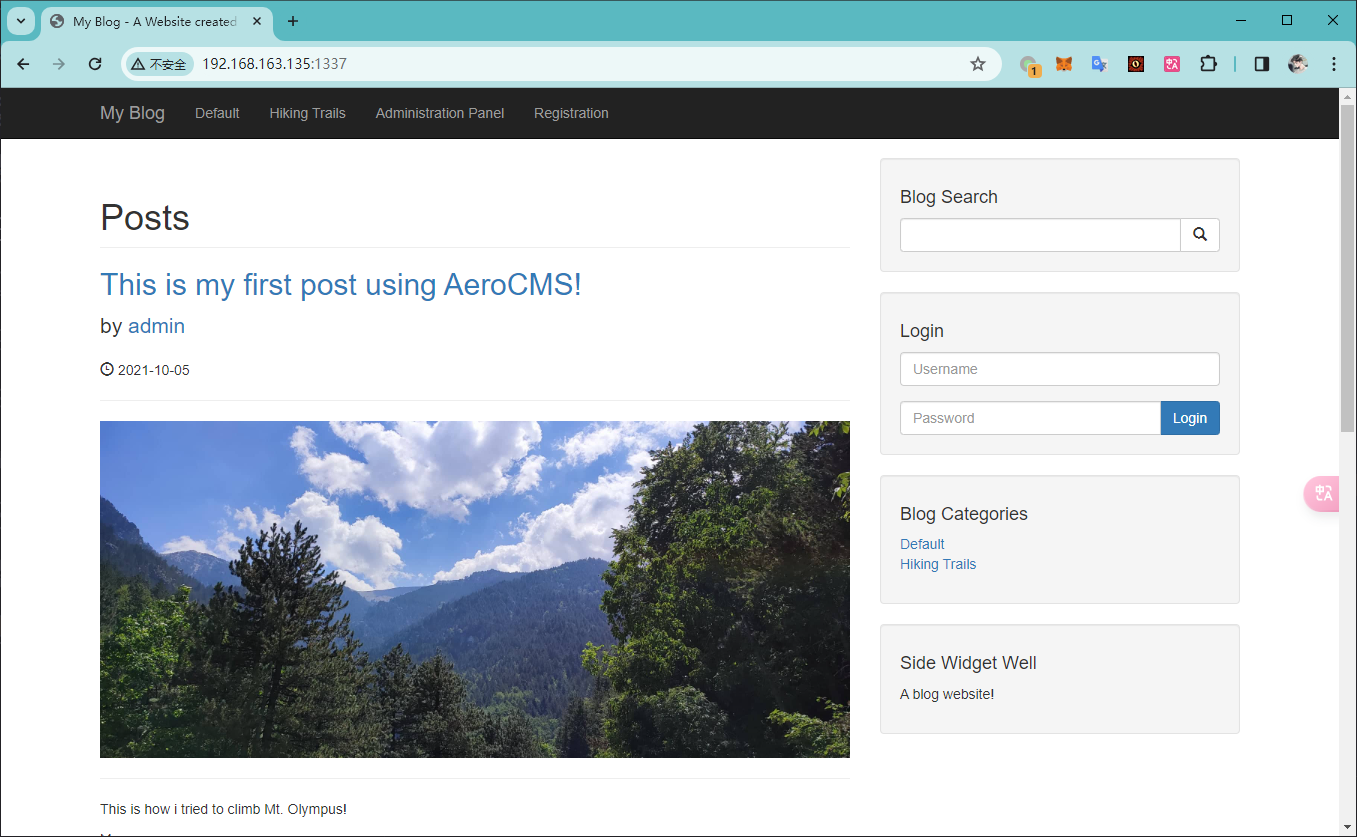 My Blog - A Website created
不安全 192.168.163.135:1337
1
My Blog Default Hiking Trails Administration Panel Registration
Posts
This is my first post using AeroCMS!
by admin
2021-10-05
This is how i tried to climb Mt. Olympus!
Blog Search
Login
Username
Password Login
Blog Categories
Default
Hiking Trails
Side Widget Well
A blog website!